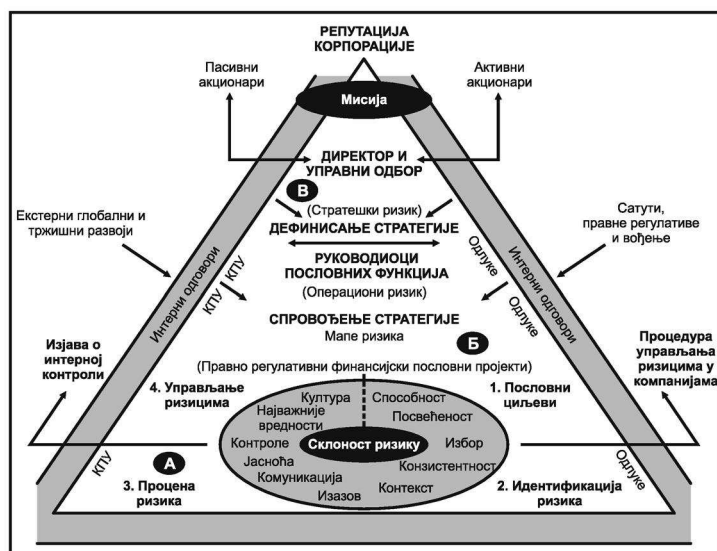 РЕПУТАЦИЈА
КОРПОРАЦИЈЕ
Пасивни
акционари
Активни
акционари
Мисија
ДИРЕКТОР И
УПРАВНИ ОДБОР
В
(Стратешки ризик)
ДЕФИНИСАЊЕ СТРАТЕГИЈЕ
Екстерни глобални и
тржишни развоји
Сатути,
правне регулативе
и вођење
Интерни одговори
Интерни одговори
КПУ
КПУ
Одлуке
Одлуке
РУКОВОДИОЦИ
ПОСЛОВНИХ ФУНКЦИЈА
(Операциони ризик)
СПРОВОЂЕЊЕ СТРАТЕГИЈЕ
Мапе ризика
Б
Изјава о
интерној
контроли
Процедура
управљања
ризицима у
компанијама
(Правно регулативни финансијски пословни пројекти)
4. Управљање
ризицима
1. Пословни
циљеви
Култура
Способност
Најважније
вредности
Посвећеност
Контроле
Склоност ризику
Избор
Јасноћа
Конзистентност
Комуникација
Контекст
Изазов
КПУ
А
3. Процена
ризика
2. Идентификација
ризика
Одлуке